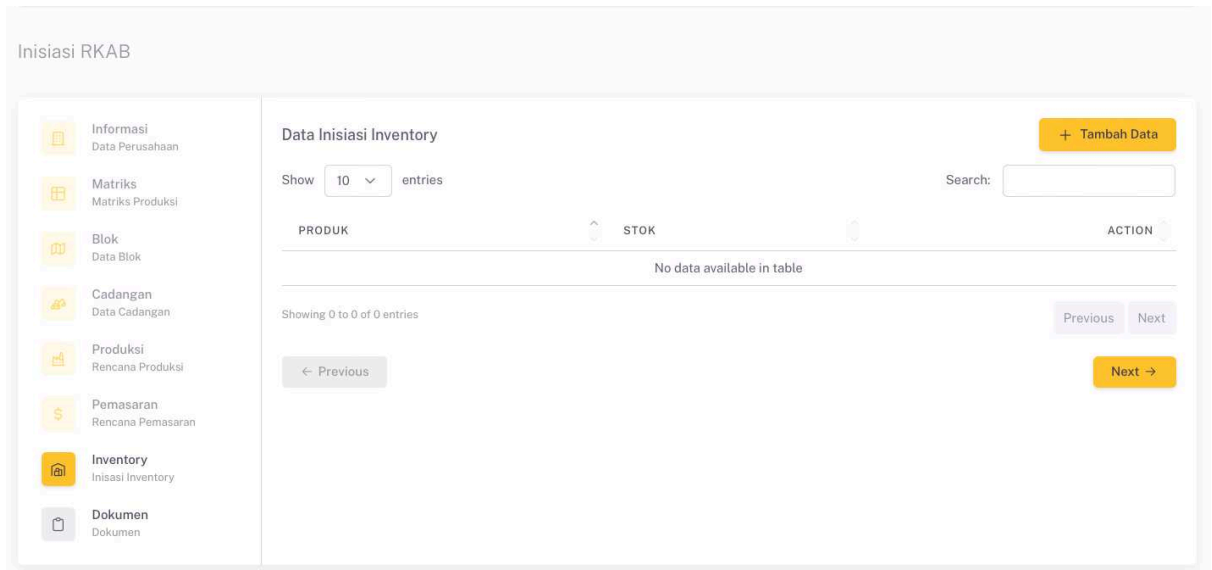 Inisiasi RKAB
Informasi
Data Perusahaan
Matriks
Matriks Produksi
Blok
Data Blok
Cadangan
Data Cadangan
Produksi
Rencana Produksi
Pemasaran
Rencana Pemasaran
Inventory
Inisasi Inventory
Dokumen
Dokumen
Data Inisiasi Inventory
+ Tambah Data
Show 10 entries
Search:
PRODUK STOK ACTION
No data available in table
Showing 0 to 0 of 0 entries
Previous Next
← Previous
Next →